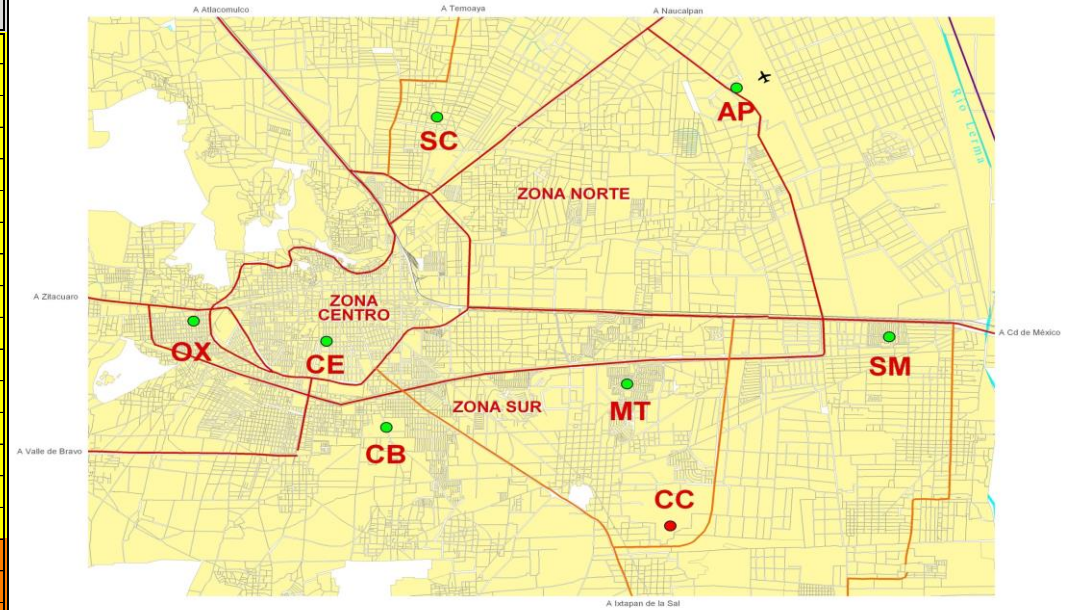 A Atlacomulco
A Temoaya
A Naucalpan
AP
Río Lerma
SC
ZONA NORTE
A Zitacuaro
ZONA
CENTRO
A Cd de México
OX
CE
SM
ZONA SUR
MT
CB
A Valle de Bravo
CC
A Ixtapan de la Sal